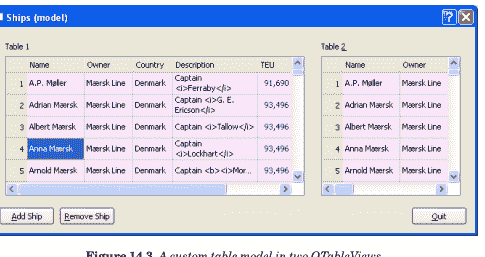 Ships (model)
Table 1
Table 2
Name Owner Country Description TEU
Name Owner
1 A.P. Møller Mærsk Line Denmark Captain <i>Ferraby</i> 91,690
1 A.P. Møller Mærsk Line
2 Adrian Mærsk Mærsk Line Denmark Captain <i>G. E. Ericson</i> 93,496
2 Adrian Mærsk Mærsk Line
3 Albert Mærsk Mærsk Line Denmark Captain <i>Tallow</i> 93,496
3 Albert Mærsk Mærsk Line
4 Anna Mærsk Mærsk Line Denmark Captain <i>Lockhart</i> 93,496
4 Anna Mærsk Mærsk Line
5 Arnold Mærsk Mærsk Line Denmark Captain <b><i>Mor... 93,496
5 Arnold Mærsk Mærsk Line
Add Ship Remove Ship Quit
Figure 14.3 A custom table model in two QTableViews